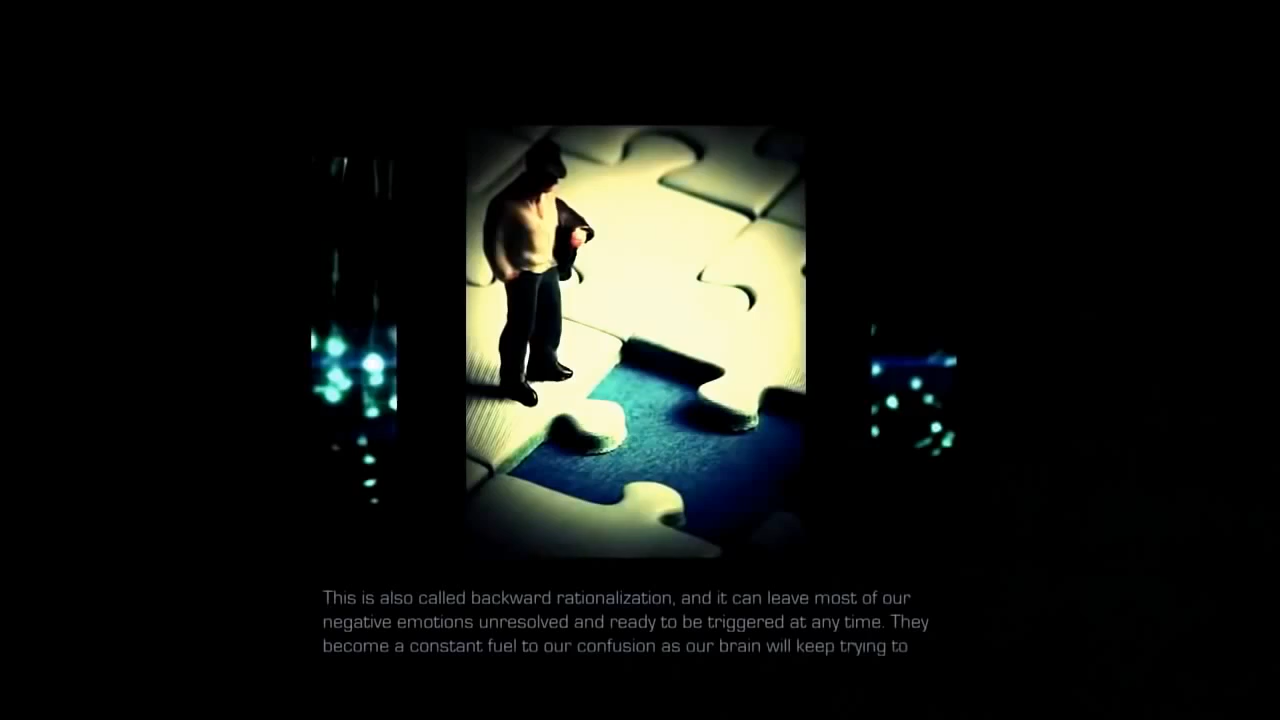 This is also called backward rationalization, and it can leave most of our
negative emotions unresolved and ready to be triggered at any time. They
become a constant fuel to our confusion as our brain will keep trying to